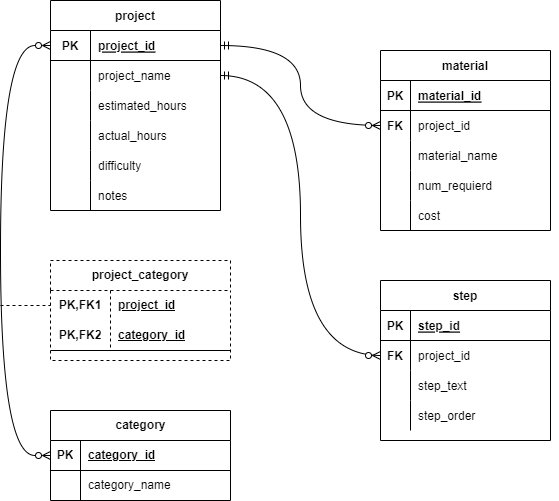 project
PK project_id
project_name
estimated_hours
actual_hours
difficulty
notes
material
PK material_id
FK project_id
material_name
num_requierd
cost
project_category
PK,FK1 project_id
PK,FK2 category_id
step
PK step_id
FK project_id
step_text
step_order
category
PK category_id
category_name